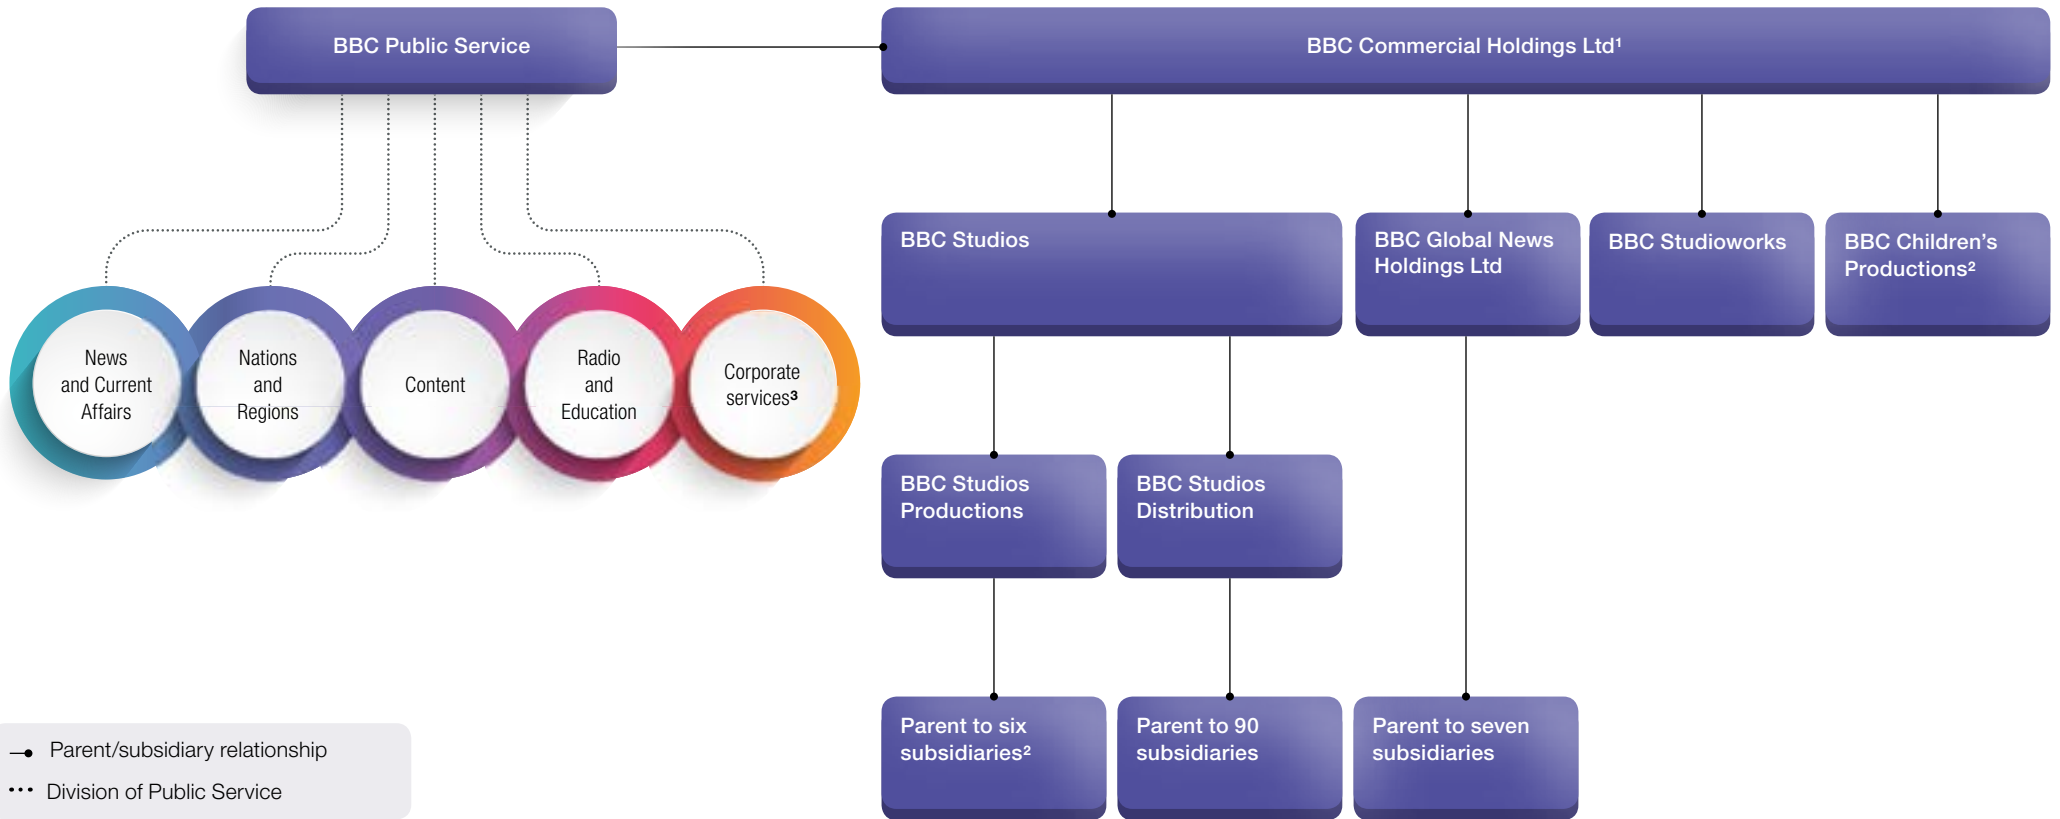 BBC Public Service
BBC Commercial Holdings Ltd¹
BBC Studios
BBC Global News
Holdings Ltd
BBC Studioworks
BBC Children's
Productions²
News
and Current
Affairs
Nations
and
Regions
Content
Radio
and
Education
Corporate
services³
BBC Studios
Productions
BBC Studios
Distribution
Parent to six
subsidiaries²
Parent to 90
subsidiaries
Parent to seven
subsidiaries
Parent/subsidiary relationship
Division of Public Service